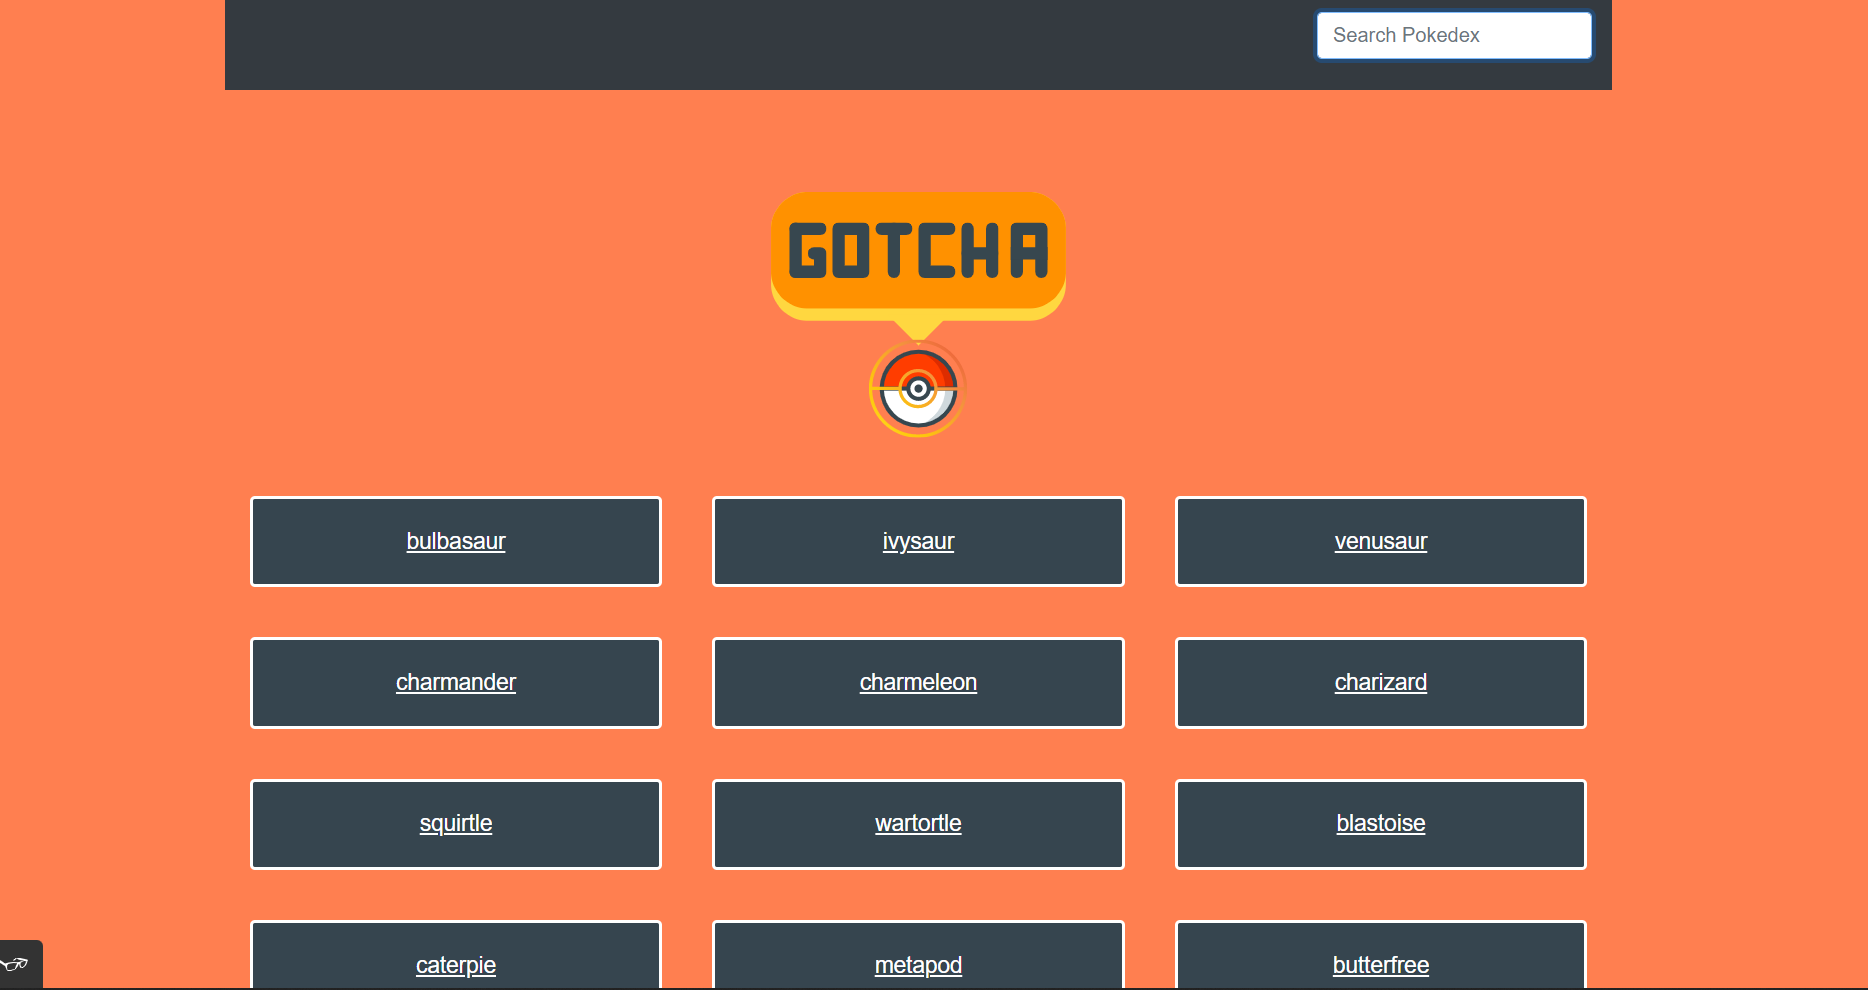 Search Pokedex
GOTCHA
bulbasaur
ivysaur
venusaur
charmander
charmeleon
charizard
squirtle
wartortle
blastoise
caterpie
metapod
butterfree